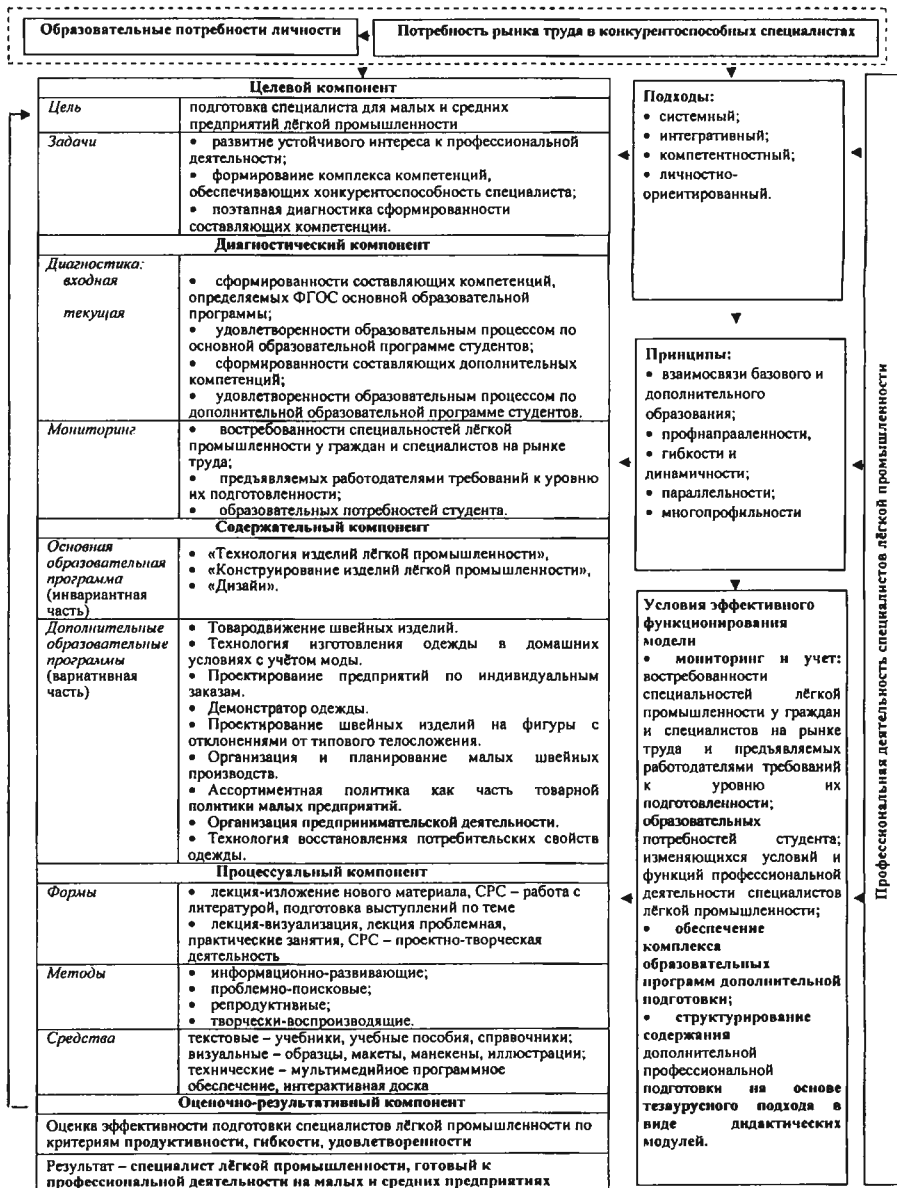 Образовательные потребности личности
Потребность рынка труда в конкурентоспособных специалистах
Целевой компонент
Цель
подготовка специалиста для малых и средних
предприятий лёгкой промышленности
Задачи
• развитие устойчивого интереса к профессиональной
деятельности;
• формирование комплекса компетенций,
обеспечивающих хонкурентоспособность специалиста;
• поэтапная диагностика сформированности
составляющих компетенции.
Диагностический компонент
Диагностика:
входная
текущая
• сформированности составляющих компетенций,
определяемых ФГОС основной образовательной
программы;
• удовлетворенности образовательным процессом по
основной образовательной программе студентов;
• сформированности составляющих дополнительных
компетенций;
• удовлетворенности образовательным процессом по
дополнительной образовательной программе студентов.
Мониторинг
• востребованности специальностей лёгкой
промышленности у граждан и специалистов на рынке
труда;
• предъявляемых работодателями требований к уровню
их подготовленности;
• образовательных потребностей студента.
Содержательный компонент
Основная
образовательная
программа
(инвариантная
часть)
• «Технология изделий лёгкой промышленности»,
• «Конструирование изделий лёгкой промышленности»,
• «Дизайн».
Дополнительные
образовательные
программы
(вариативная
часть)
• Товародвижение швейных изделий.
• Технология изготовления одежды в домашних
условиях с учётом моды.
• Проектирование предприятий по индивидуальным
заказам.
• Демонстратор одежды.
• Проектирование швейных изделий на фигуры с
отклонениями от типового телосложения.
• Организация и планирование малых швейных
производств.
• Ассортиментная политика как часть товарной
политики малых предприятий.
• Организация предпринимательской деятельности.
• Технология восстановления потребительских свойств
одежды.
Процессуальный компонент
Формы
• лекция-изложение нового материала, СРС – работа с
литературой, подготовка выступлений по теме
• лекция-визуализация, лекция проблемная,
практические занятия, СРС – проектно-творческая
деятельность
Методы
• информационно-развивающие;
• проблемно-поисковые;
• репродуктивные;
• творчески-воспроизводящие.
Средства
текстовые – учебники, учебные пособия, справочники;
визуальные – образцы, макеты, манекены, иллюстрации;
технические – мультимедийное программное
обеспечение, интерактивная доска
Оценочно-результативный компонент
Оценка эффективности подготовки специалистов лёгкой промышленности по
критериям продуктивности, гибкости, удовлетворенности
Результат – специалист лёгкой промышленности, готовый к
профессиональной деятельности на малых и средних предприятиях
Подходы:
• системный;
• интегративный;
• компетентностный;
• личностно-
ориентированный.
Принципы:
• взаимосвязи базового и
дополнительного
образования;
• профнапрааленности,
• гибкости и
динамичности;
• параллельности;
• многопрофильности
Условия эффективного
функционирования
модели
• мониторинг и учет:
востребованности
специальностей лёгкой
промышленности у граждан
и специалистов на рынке
труда и предъявляемых
работодателями требований
к уровню их
подготовленности;
образовательных
потребностей студента;
изменяющихся условий и
функций профессиональной
деятельности специалистов
лёгкой промышленности;
• обеспечение
комплекса
образовательных
программ дополнительной
подготовки;
• структурирование
содержания
дополнительной
профессиональной
подготовки на основе
тезаурусного подхода в
виде дидактических
модулей.
Профессиональная деятельность специалистов лёгкой промышленности